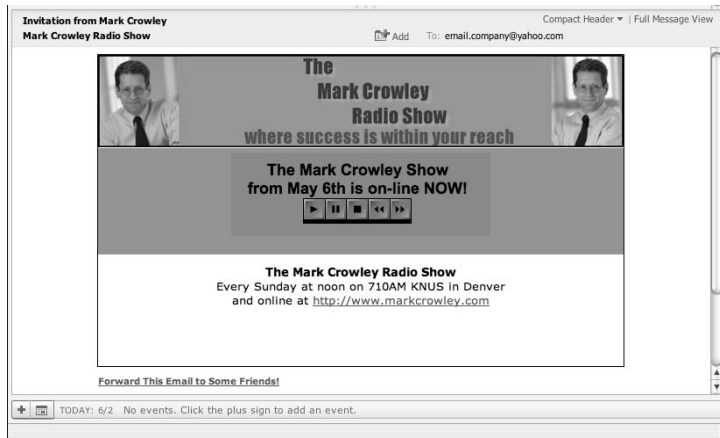 Invitation from Mark Crowley
Compact Header ▾ | Full Message View
Mark Crowley Radio Show
Add To: email.company@yahoo.com
The
Mark Crowley
Radio Show
where success is within your reach
The Mark Crowley Show
from May 6th is on-line NOW!
The Mark Crowley Radio Show
Every Sunday at noon on 710AM KNUS in Denver
and online at http://www.markcrowley.com
Forward This Email to Some Friends!
TODAY: 6/2 No events. Click the plus sign to add an event.